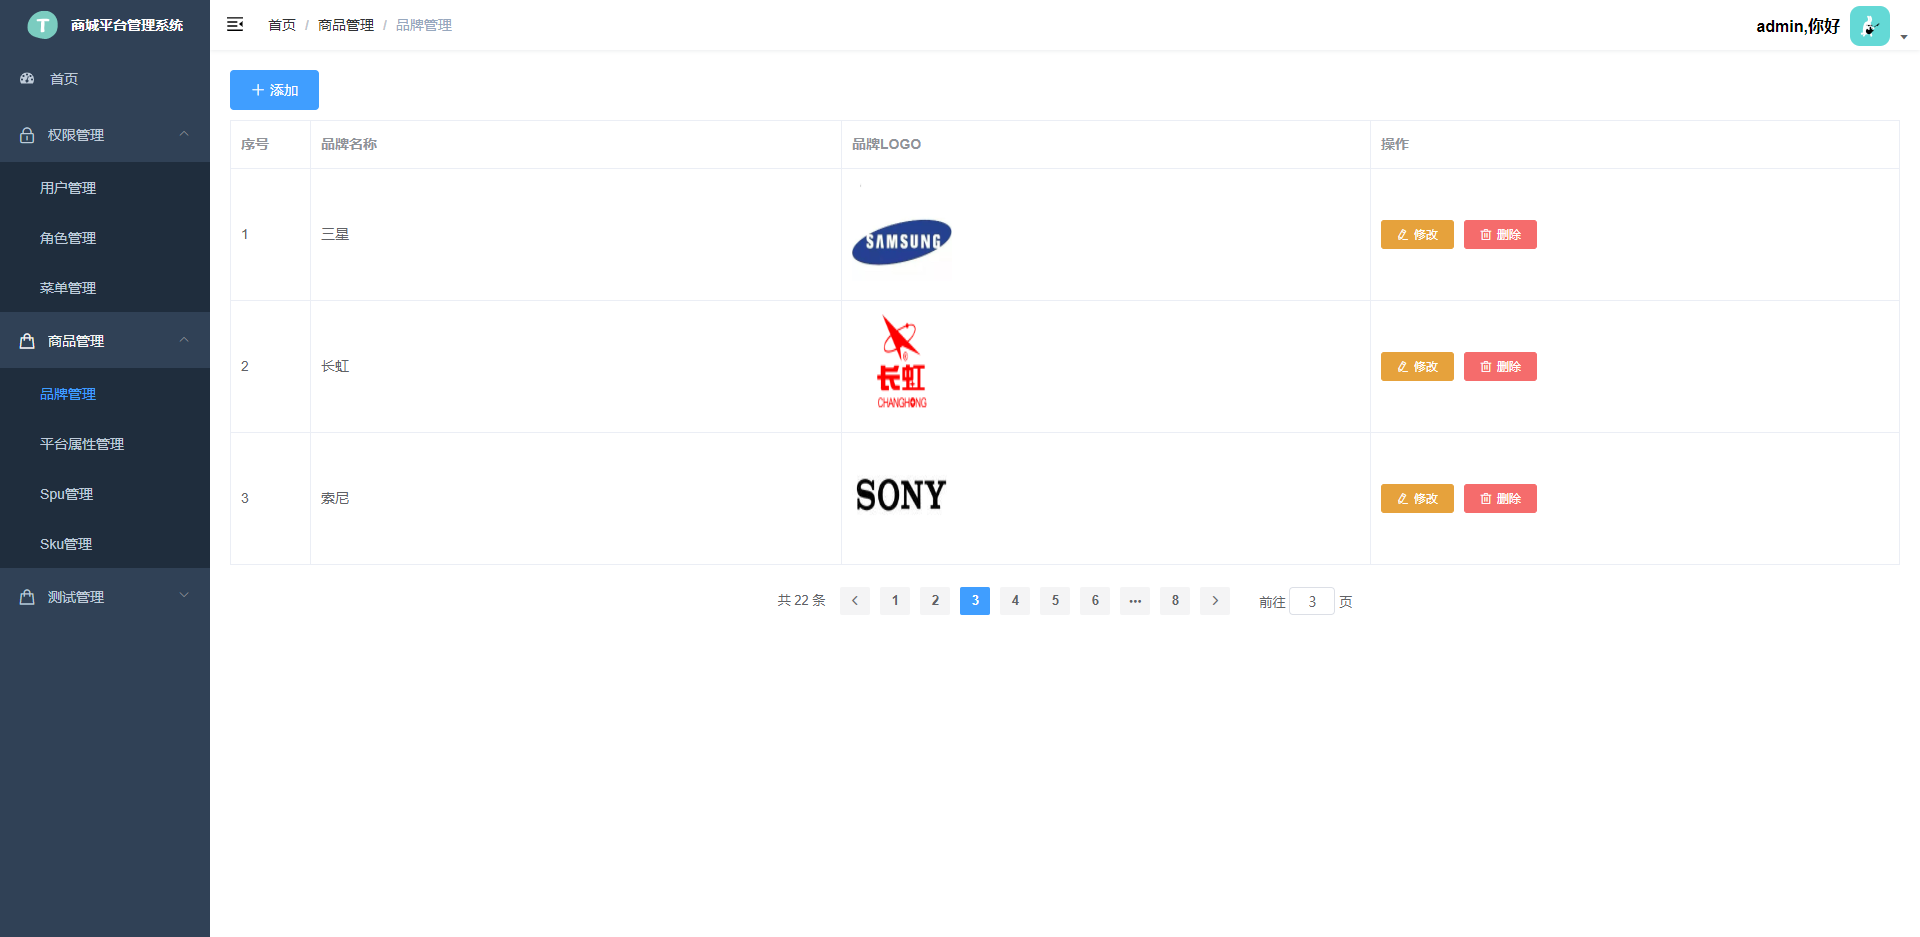 T 商城平台管理系统
首页 / 商品管理 / 品牌管理
admin,你好
首页
权限管理
用户管理
角色管理
菜单管理
商品管理
品牌管理
平台属性管理
Spu管理
Sku管理
测试管理
添加
序号 品牌名称 品牌LOGO 操作
1 三星 SAMSUNG 修改 删除
2 长虹 ® 长虹 CHANGHONG 修改 删除
3 索尼 SONY 修改 删除
共 22 条 1 2 3 4 5 6 ••• 8 前往 3 页